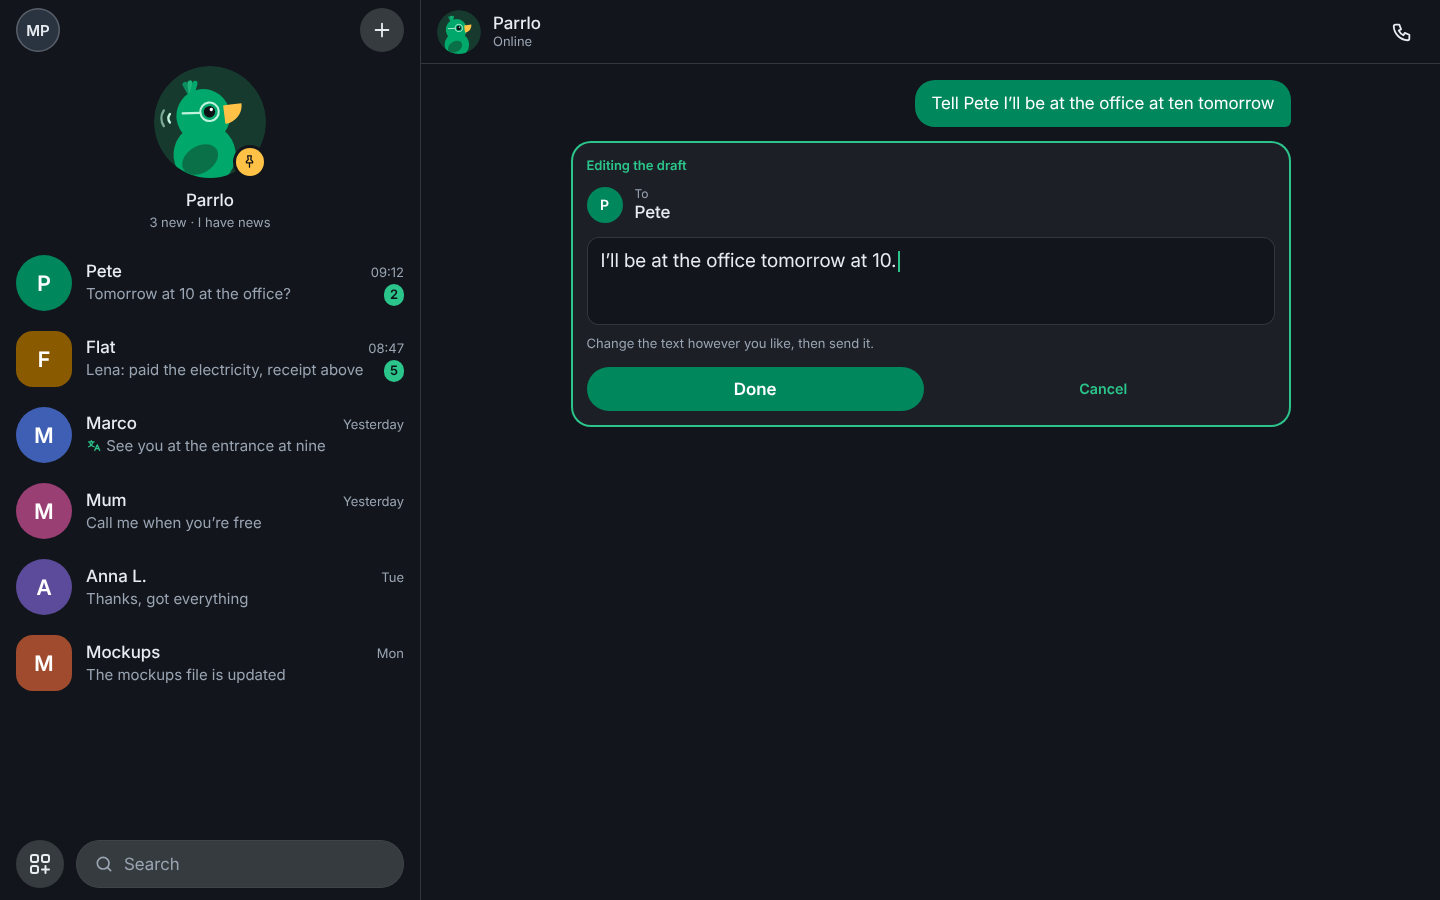 MP
Parrlo
3 new · I have news
P
Pete
09:12
Tomorrow at 10 at the office?
2
F
Flat
08:47
Lena: paid the electricity, receipt above
5
M
Marco
Yesterday
See you at the entrance at nine
M
Mum
Yesterday
Call me when you’re free
A
Anna L.
Tue
Thanks, got everything
M
Mockups
Mon
The mockups file is updated
Search
Parrlo
Online
Tell Pete I’ll be at the office at ten tomorrow
Editing the draft
P
To
Pete
I’ll be at the office tomorrow at 10.
Change the text however you like, then send it.
Done
Cancel